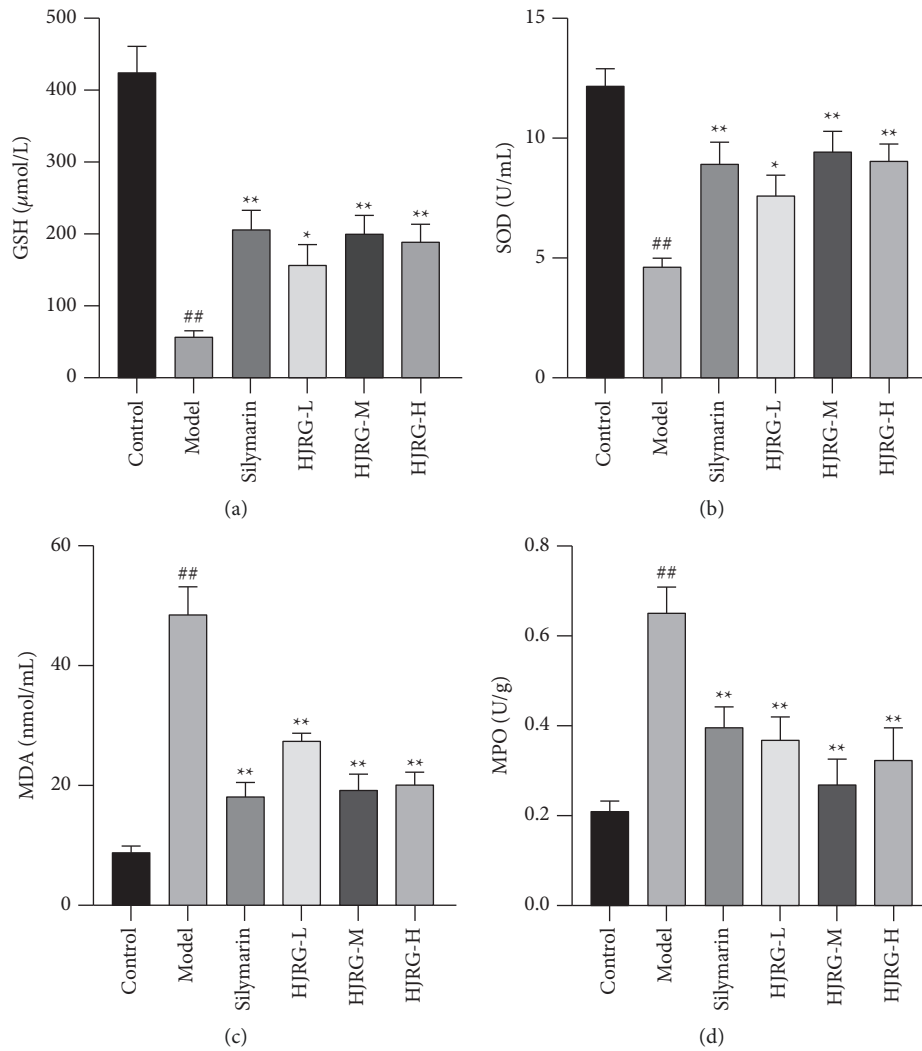 500
400
300
200
100
0
GSH (μmol/L)
##
**
*
**
**
Control
Model
Silymarin
HJRG-L
HJRG-M
HJRG-H
(a)
15
10
5
0
SOD (U/mL)
##
**
*
**
**
Control
Model
Silymarin
HJRG-L
HJRG-M
HJRG-H
(b)
60
40
20
0
MDA (nmol/mL)
##
**
**
**
**
Control
Model
Silymarin
HJRG-L
HJRG-M
HJRG-H
(c)
0.8
0.6
0.4
0.2
0.0
MPO (U/g)
##
**
**
**
**
Control
Model
Silymarin
HJRG-L
HJRG-M
HJRG-H
(d)